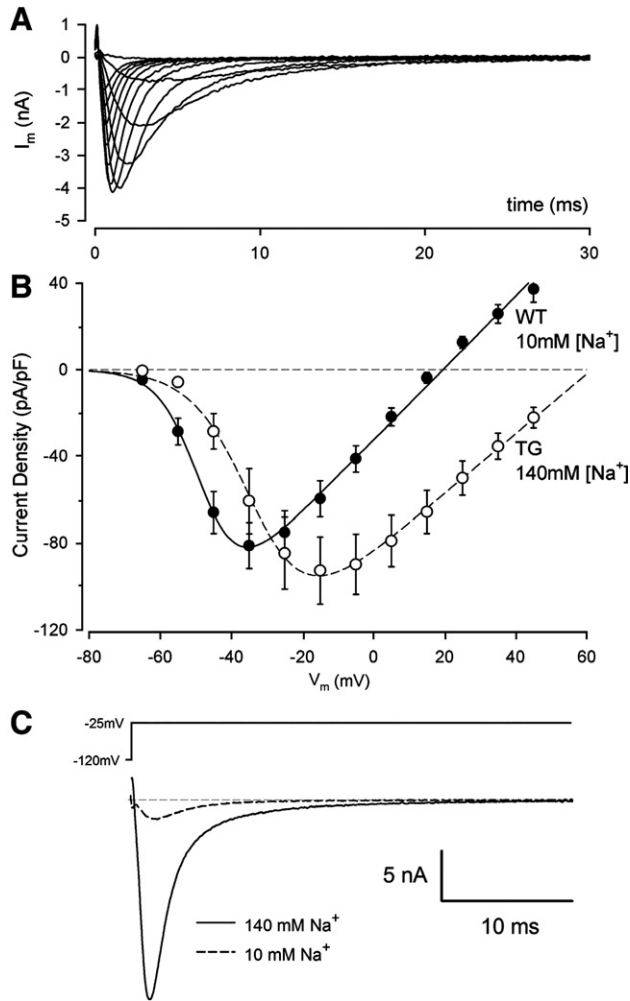 A
1
0
-1
-2
-3
-4
-5
I_m (nA)
time (ms)
0 10 20 30
B
40
0
-40
-80
-120
Current Density (pA/pF)
WT
10mM [Na⁺]
TG
140mM [Na⁺]
-80 -60 -40 -20 0 20 40 60
V_m (mV)
C
-25mV
-120mV
5 nA
10 ms
140 mM Na⁺
10 mM Na⁺